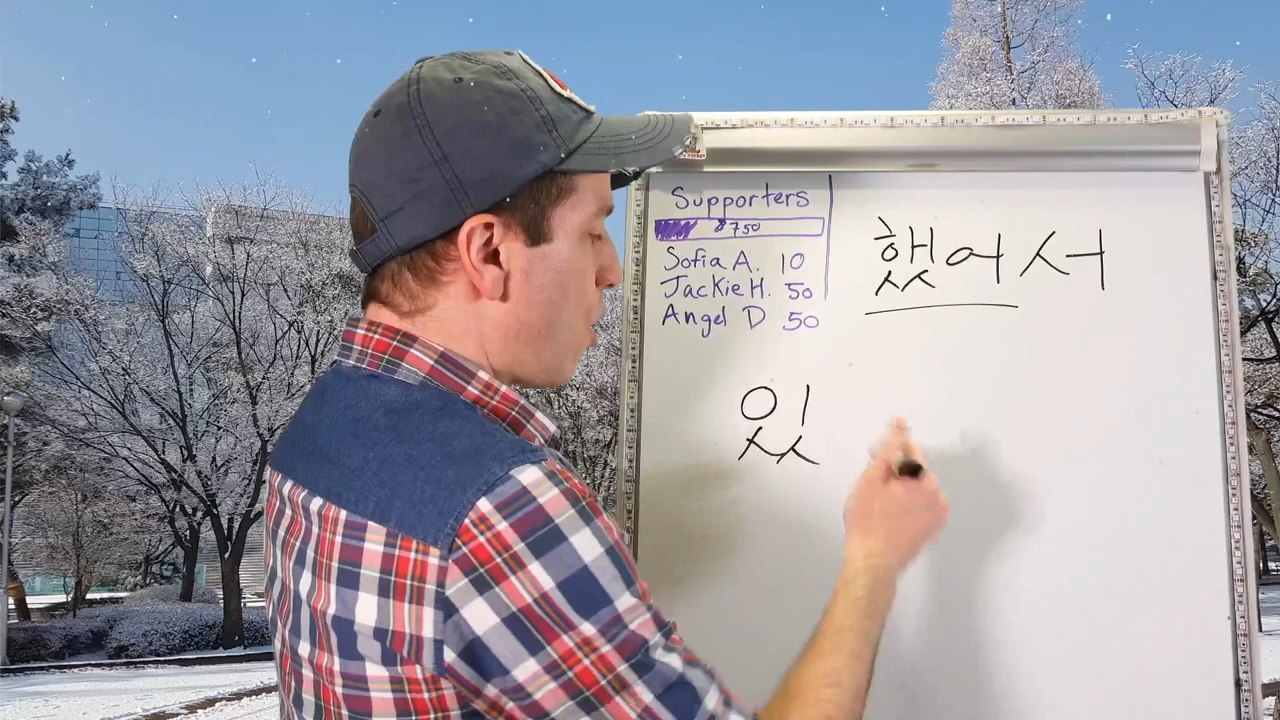 Supporters
$750
Sofia A. 10
Jackie H. 50
Angel D 50
했어서
있